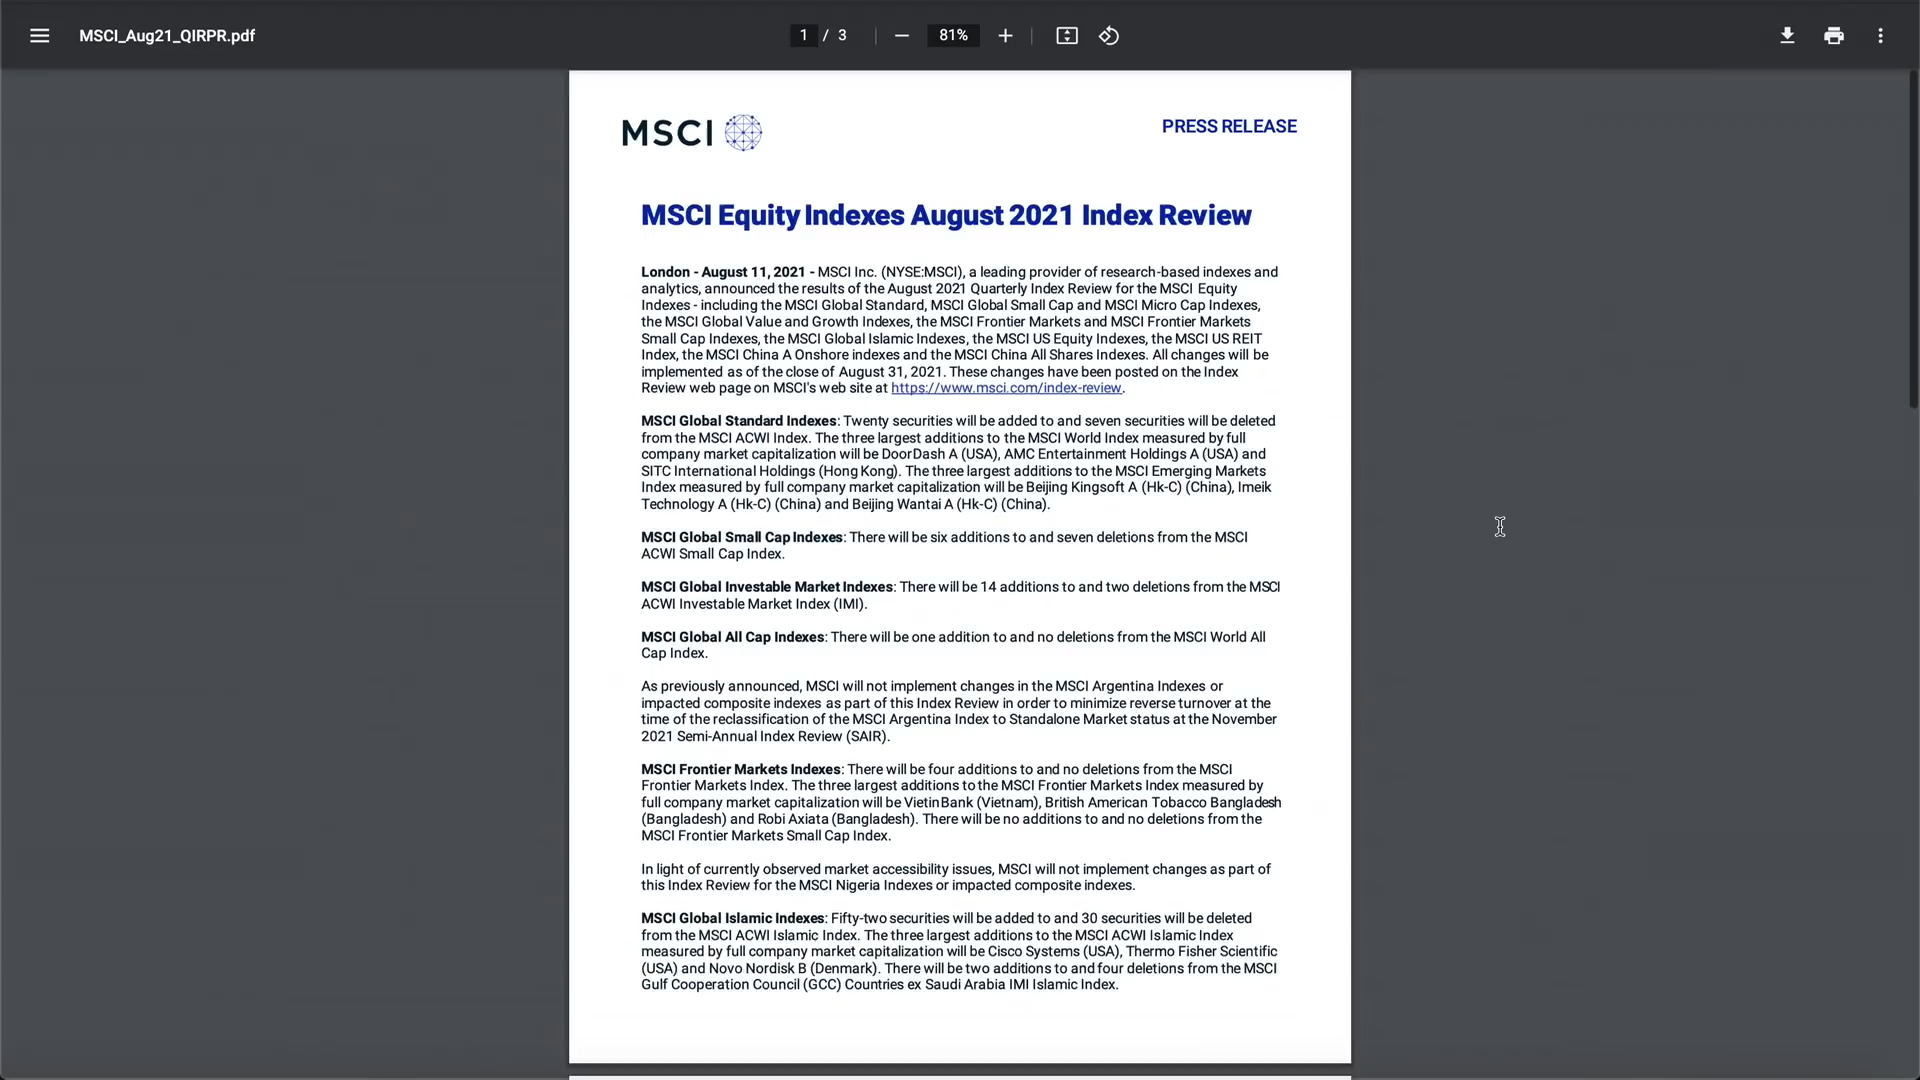 MSCI_Aug21_QIRPR.pdf
1 / 3
81%
MSCI
PRESS RELEASE
MSCI Equity Indexes August 2021 Index Review
London - August 11, 2021 - MSCI Inc. (NYSE:MSCI), a leading provider of research-based indexes and
analytics, announced the results of the August 2021 Quarterly Index Review for the MSCI Equity
Indexes - including the MSCI Global Standard, MSCI Global Small Cap and MSCI Micro Cap Indexes,
the MSCI Global Value and Growth Indexes, the MSCI Frontier Markets and MSCI Frontier Markets
Small Cap Indexes, the MSCI Global Islamic Indexes, the MSCI US Equity Indexes, the MSCI US REIT
Index, the MSCI China A Onshore indexes and the MSCI China All Shares Indexes. All changes will be
implemented as of the close of August 31, 2021. These changes have been posted on the Index
Review web page on MSCI's web site at https://www.msci.com/index-review.
MSCI Global Standard Indexes: Twenty securities will be added to and seven securities will be deleted
from the MSCI ACWI Index. The three largest additions to the MSCI World Index measured by full
company market capitalization will be DoorDash A (USA), AMC Entertainment Holdings A (USA) and
SITC International Holdings (Hong Kong). The three largest additions to the MSCI Emerging Markets
Index measured by full company market capitalization will be Beijing Kingsoft A (Hk-C) (China), Imeik
Technology A (Hk-C) (China) and Beijing Wantai A (Hk-C) (China).
MSCI Global Small Cap Indexes: There will be six additions to and seven deletions from the MSCI
ACWI Small Cap Index.
MSCI Global Investable Market Indexes: There will be 14 additions to and two deletions from the MSCI
ACWI Investable Market Index (IMI).
MSCI Global All Cap Indexes: There will be one addition to and no deletions from the MSCI World All
Cap Index.
As previously announced, MSCI will not implement changes in the MSCI Argentina Indexes or
impacted composite indexes as part of this Index Review in order to minimize reverse turnover at the
time of the reclassification of the MSCI Argentina Index to Standalone Market status at the November
2021 Semi-Annual Index Review (SAIR).
MSCI Frontier Markets Indexes: There will be four additions to and no deletions from the MSCI
Frontier Markets Index. The three largest additions to the MSCI Frontier Markets Index measured by
full company market capitalization will be VietinBank (Vietnam), British American Tobacco Bangladesh
(Bangladesh) and Robi Axiata (Bangladesh). There will be no additions to and no deletions from the
MSCI Frontier Markets Small Cap Index.
In light of currently observed market accessibility issues, MSCI will not implement changes as part of
this Index Review for the MSCI Nigeria Indexes or impacted composite indexes.
MSCI Global Islamic Indexes: Fifty-two securities will be added to and 30 securities will be deleted
from the MSCI ACWI Islamic Index. The three largest additions to the MSCI ACWI Islamic Index
measured by full company market capitalization will be Cisco Systems (USA), Thermo Fisher Scientific
(USA) and Novo Nordisk B (Denmark). There will be two additions to and four deletions from the MSCI
Gulf Cooperation Council (GCC) Countries ex Saudi Arabia IMI Islamic Index.